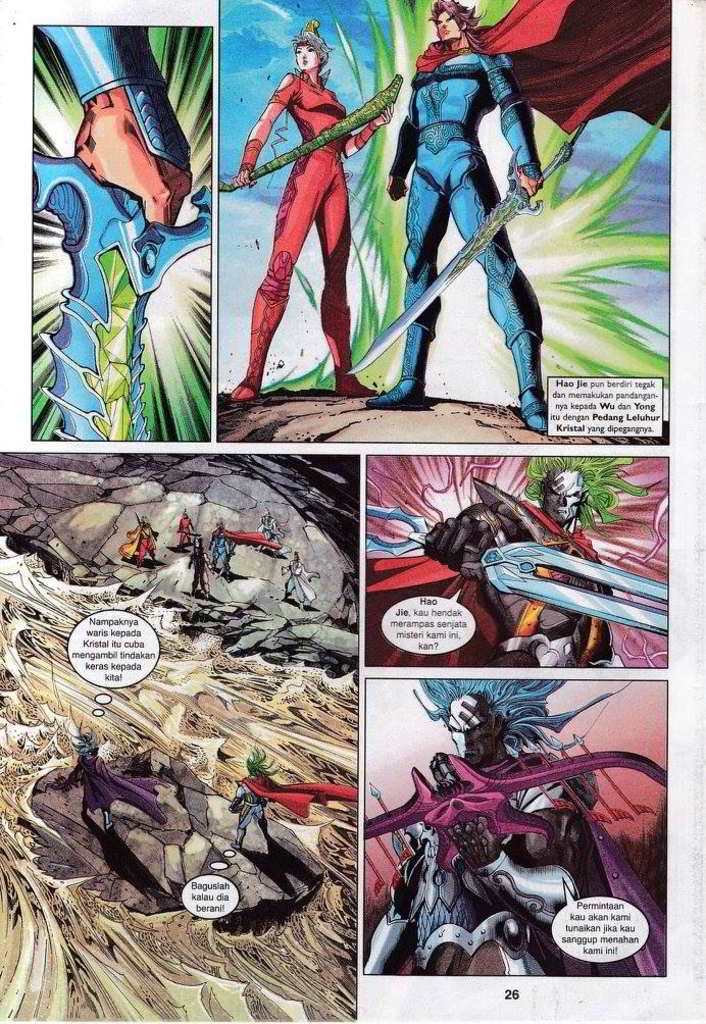 Hao Jie pun berdiri tegak
dan memakukan pandangan-
nya kepada Wu dan Yong
itu dengan Pedang Leluhur
Kristal yang dipegangnya.
Nampaknya
waris kepada
Kristal itu cuba
mengambil tindakan
keras kepada
kita!
Baguslah
kalau dia
berani!
Hao
Jie, kau hendak
merampas senjata
misteri kami ini,
kan?
Permintaan
kau akan kami
tunaikan jika kau
sanggup menahan
kami ini!
26